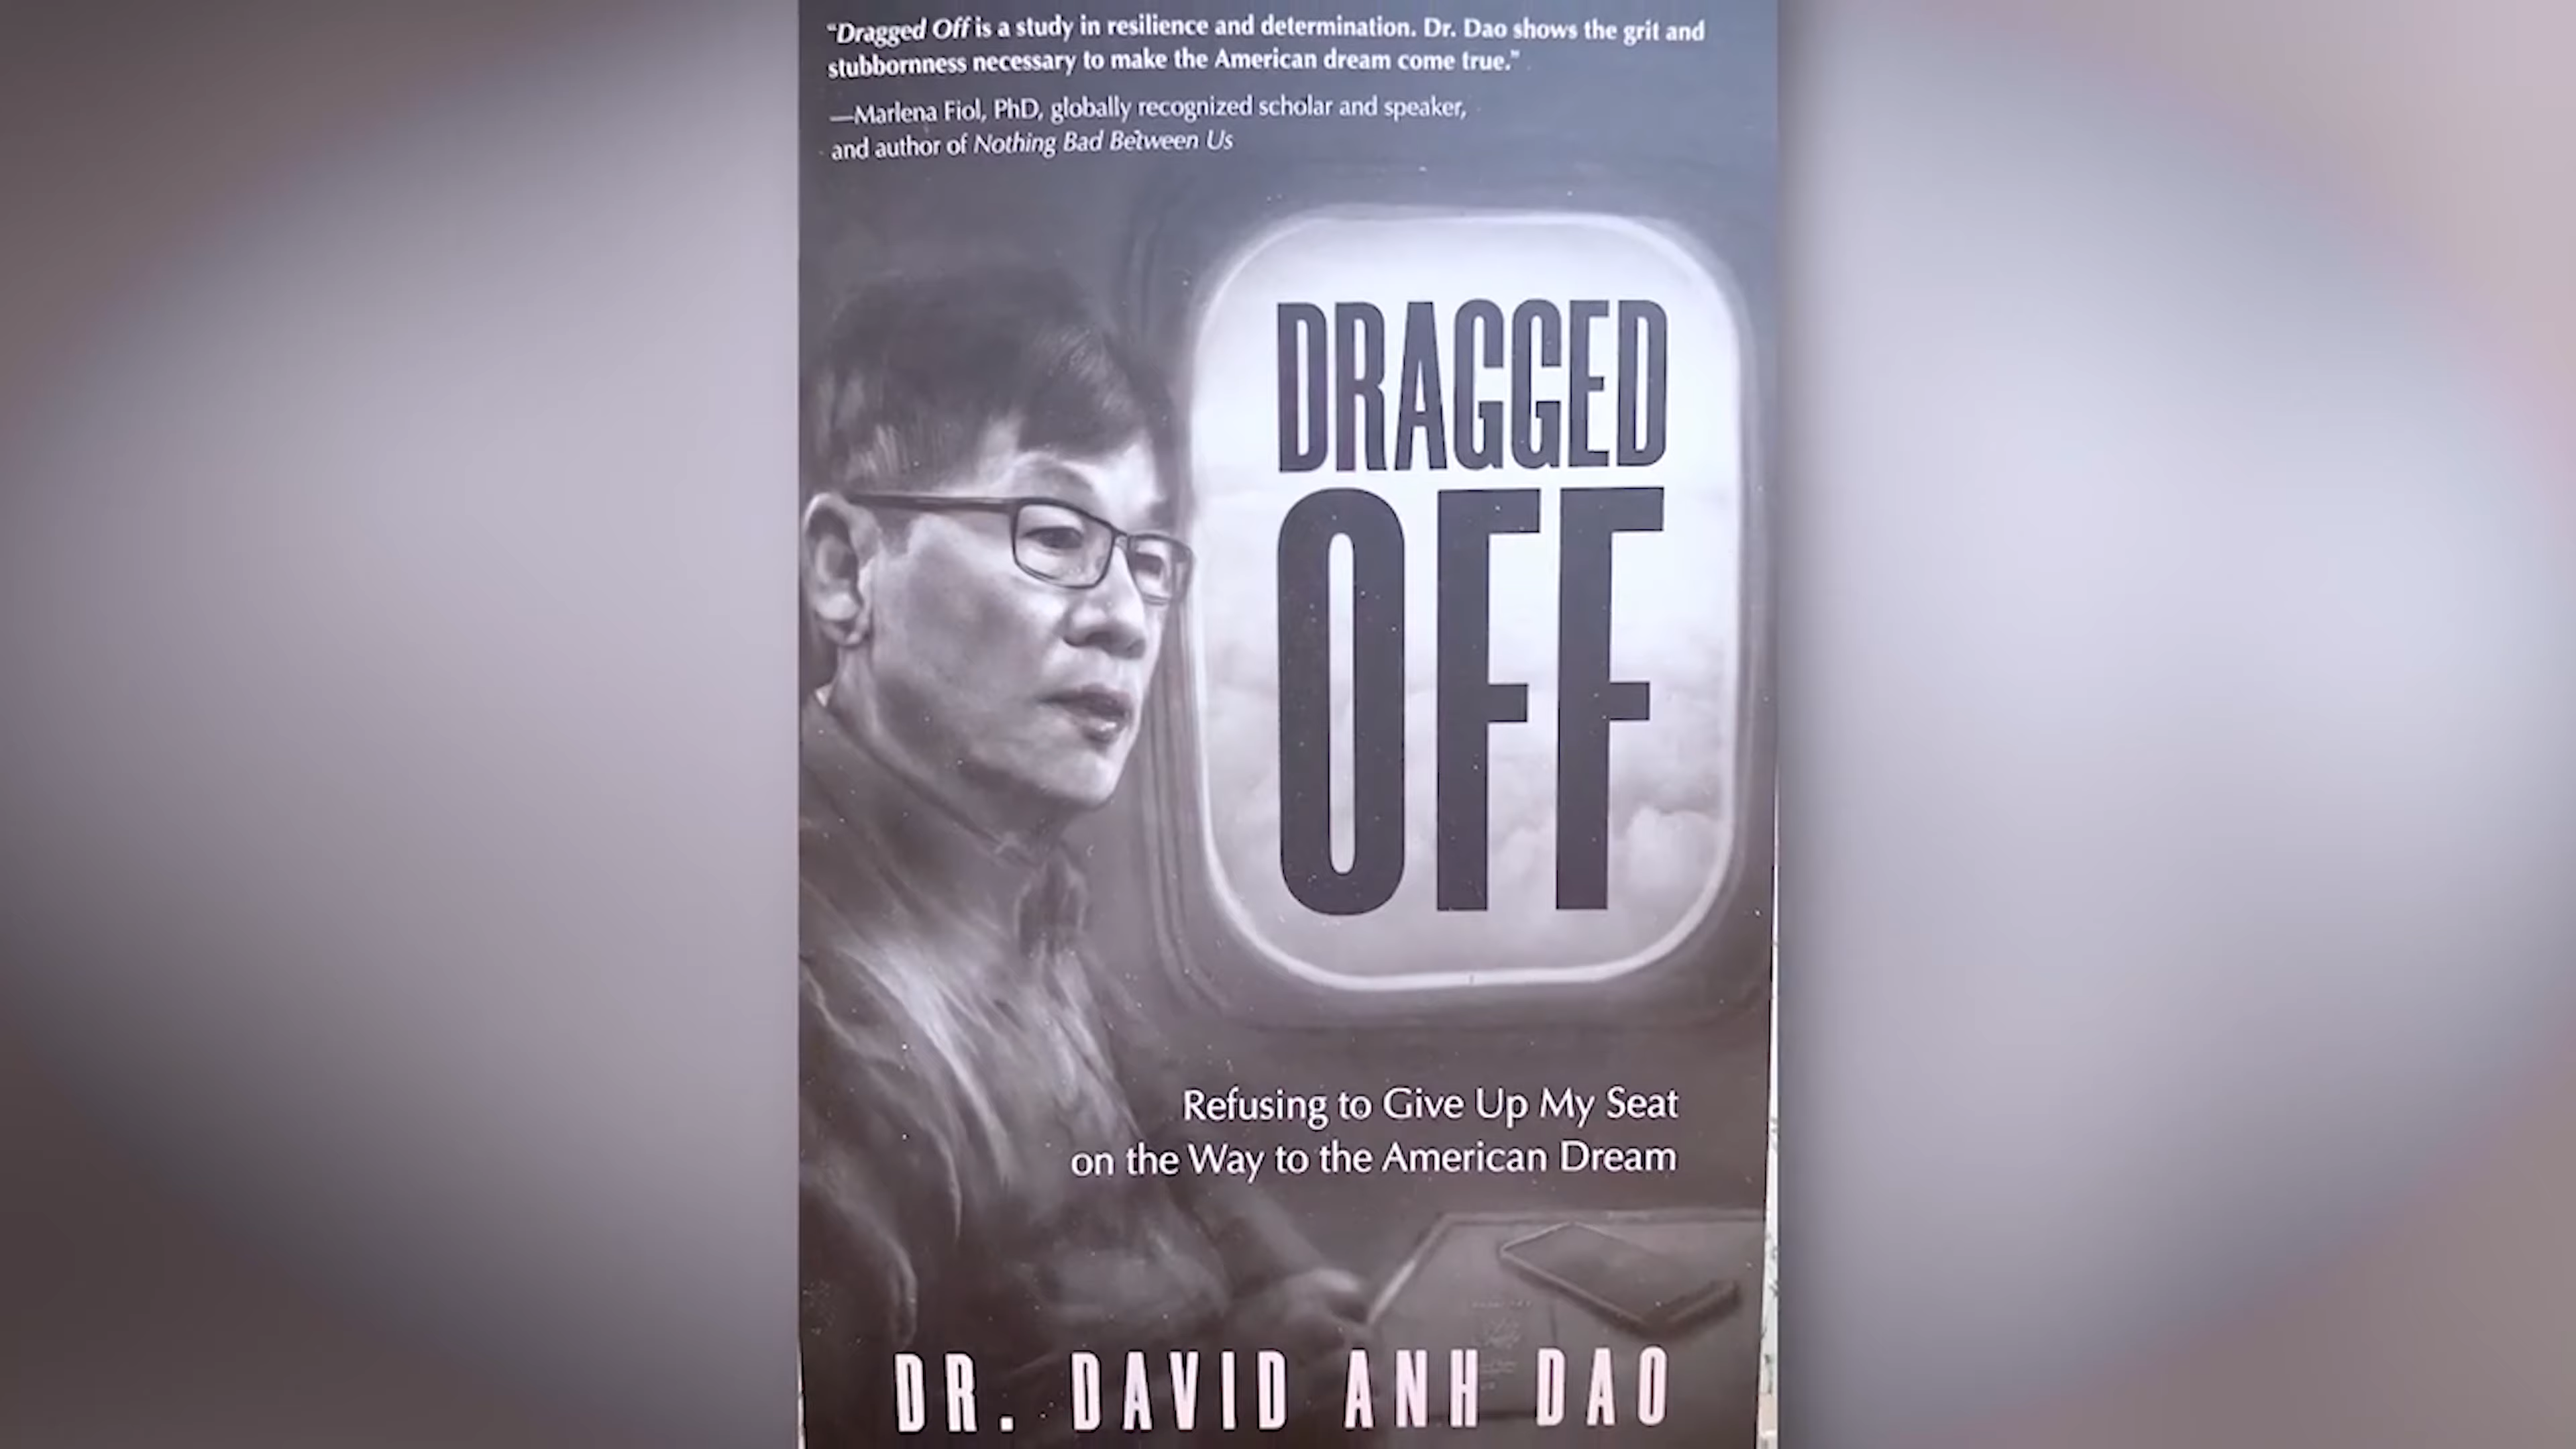 “Dragged Off is a study in resilience and determination. Dr. Dao shows the grit and
stubbornness necessary to make the American dream come true.”
—Marlena Fiol, PhD, globally recognized scholar and speaker,
and author of Nothing Bad Between Us
DRAGGED
OFF
Refusing to Give Up My Seat
on the Way to the American Dream
DR. DAVID ANH DAO